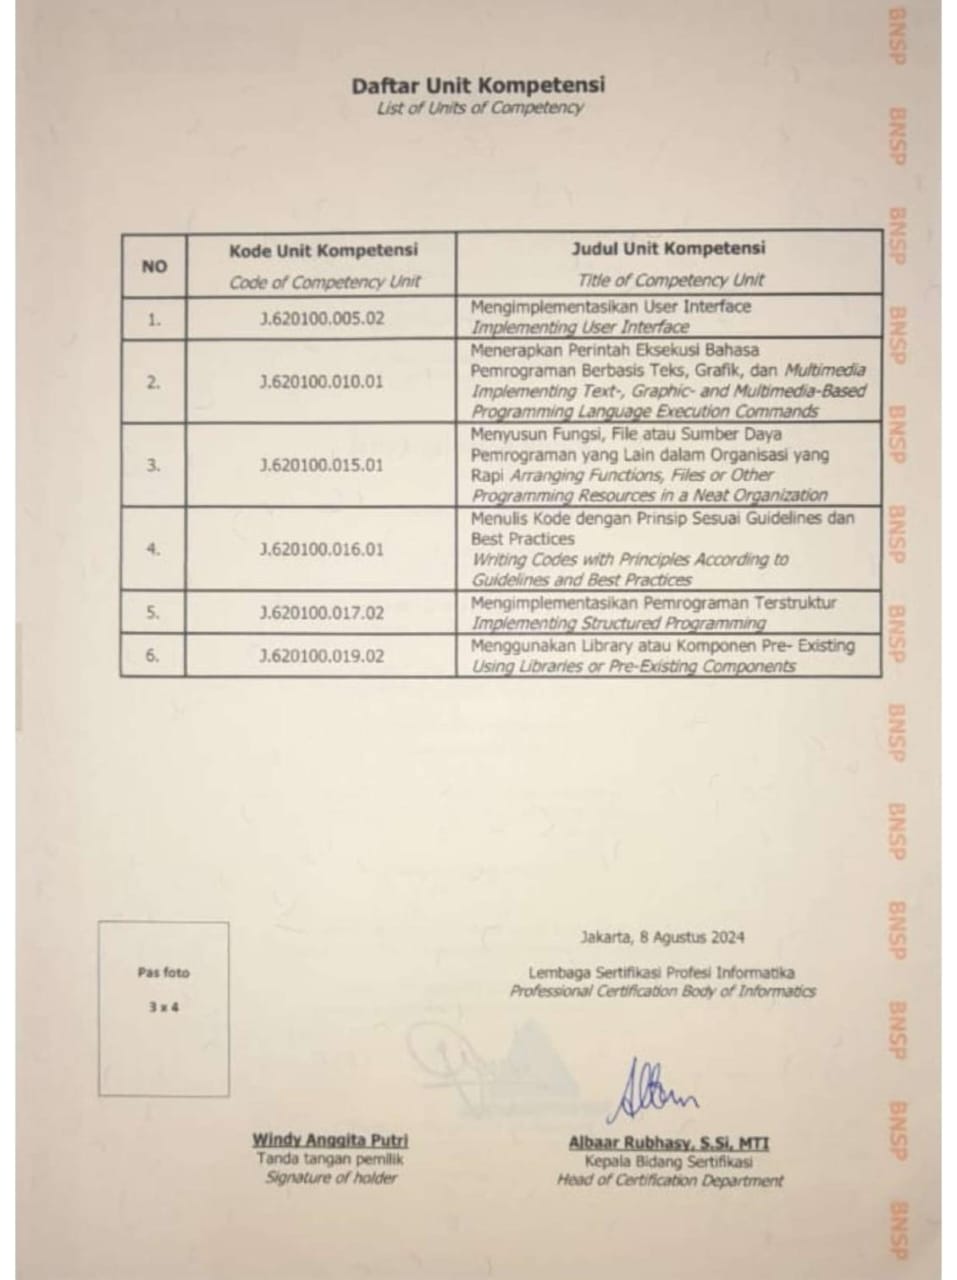 Daftar Unit Kompetensi
List of Units of Competency
NO
Kode Unit Kompetensi
Code of Competency Unit
Judul Unit Kompetensi
Title of Competency Unit
1.
J.620100.005.02
Mengimplementasikan User Interface
Implementing User Interface
2.
J.620100.010.01
Menerapkan Perintah Eksekusi Bahasa
Pemrograman Berbasis Teks, Grafik, dan Multimedia
Implementing Text-, Graphic- and Multimedia-Based
Programming Language Execution Commands
3.
J.620100.015.01
Menyusun Fungsi, File atau Sumber Daya
Pemrograman yang Lain dalam Organisasi yang
Rapi Arranging Functions, Files or Other
Programming Resources in a Neat Organization
4.
J.620100.016.01
Menulis Kode dengan Prinsip Sesuai Guidelines dan
Best Practices
Writing Codes with Principles According to
Guidelines and Best Practices
5.
J.620100.017.02
Mengimplementasikan Pemrograman Terstruktur
Implementing Structured Programming
6.
J.620100.019.02
Menggunakan Library atau Komponen Pre- Existing
Using Libraries or Pre-Existing Components
Pas foto
3 x 4
Jakarta, 8 Agustus 2024
Lembaga Sertifikasi Profesi Informatika
Professional Certification Body of Informatics
Windy Anggita Putri
Tanda tangan pemilik
Signature of holder
Albaar Rubhasy, S.Si, MTI
Kepala Bidang Sertifikasi
Head of Certification Department
BNSP
BNSP
BNSP
BNSP
BNSP
BNSP
BNSP
BNSP
BNSP
BNSP
BNSP
BNSP
BNSP